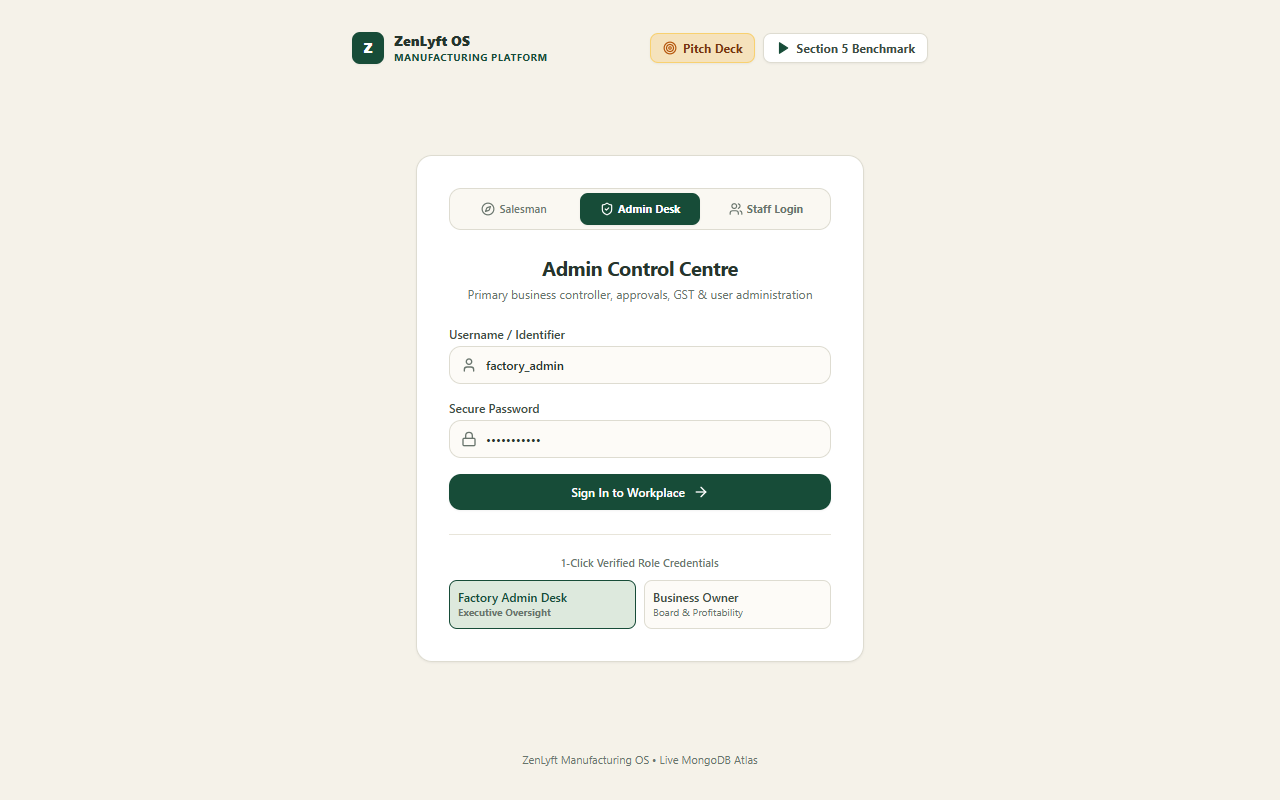 Z
ZenLyft OS
MANUFACTURING PLATFORM
Pitch Deck
Section 5 Benchmark
Salesman
Admin Desk
Staff Login
Admin Control Centre
Primary business controller, approvals, GST & user administration
Username / Identifier
factory_admin
Secure Password
•••••••••••
Sign In to Workplace
1-Click Verified Role Credentials
Factory Admin Desk
Executive Oversight
Business Owner
Board & Profitability
ZenLyft Manufacturing OS • Live MongoDB Atlas